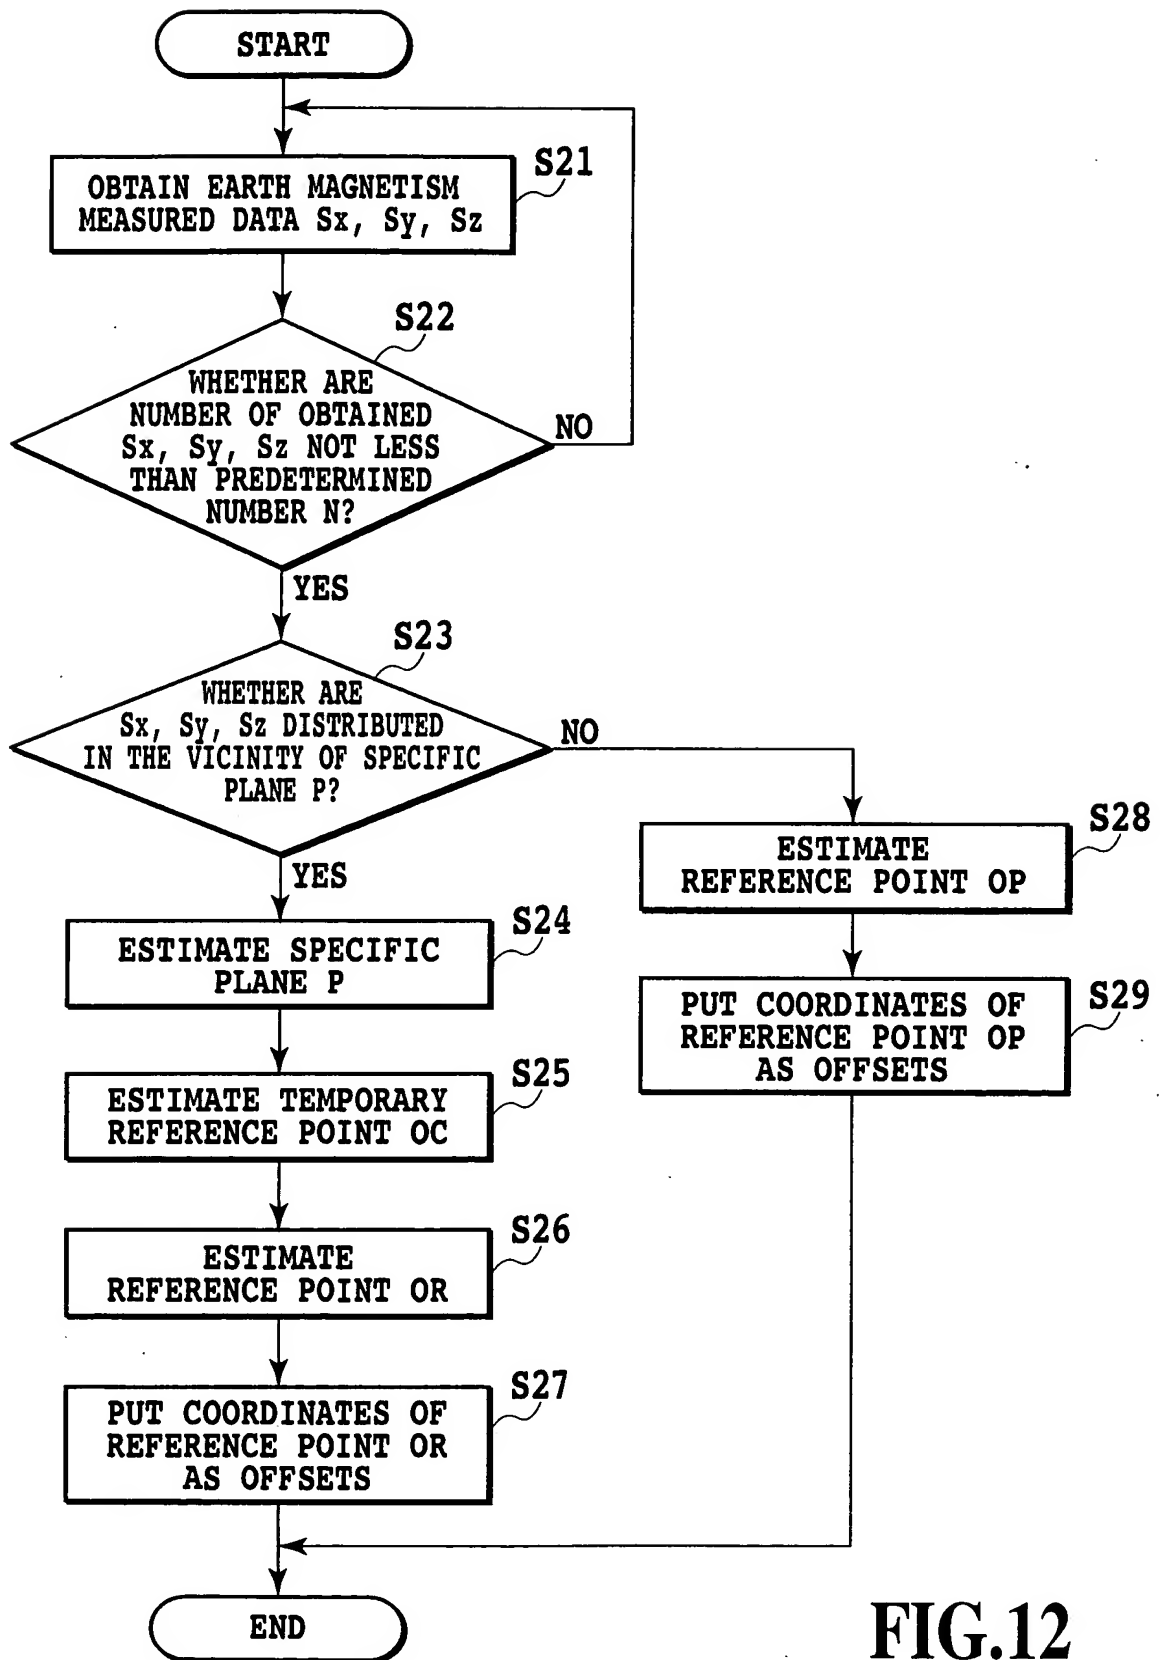 START
S21
OBTAIN EARTH MAGNETISM
MEASURED DATA Sx, Sy, Sz
S22
WHETHER ARE
NUMBER OF OBTAINED
Sx, Sy, Sz NOT LESS
THAN PREDETERMINED
NUMBER N?
NO
YES
S23
WHETHER ARE
Sx, Sy, Sz DISTRIBUTED
IN THE VICINITY OF SPECIFIC
PLANE P?
NO
YES
S24
ESTIMATE SPECIFIC
PLANE P
S25
ESTIMATE TEMPORARY
REFERENCE POINT OC
S26
ESTIMATE
REFERENCE POINT OR
S27
PUT COORDINATES OF
REFERENCE POINT OR
AS OFFSETS
S28
ESTIMATE
REFERENCE POINT OP
S29
PUT COORDINATES OF
REFERENCE POINT OP
AS OFFSETS
END
FIG.12